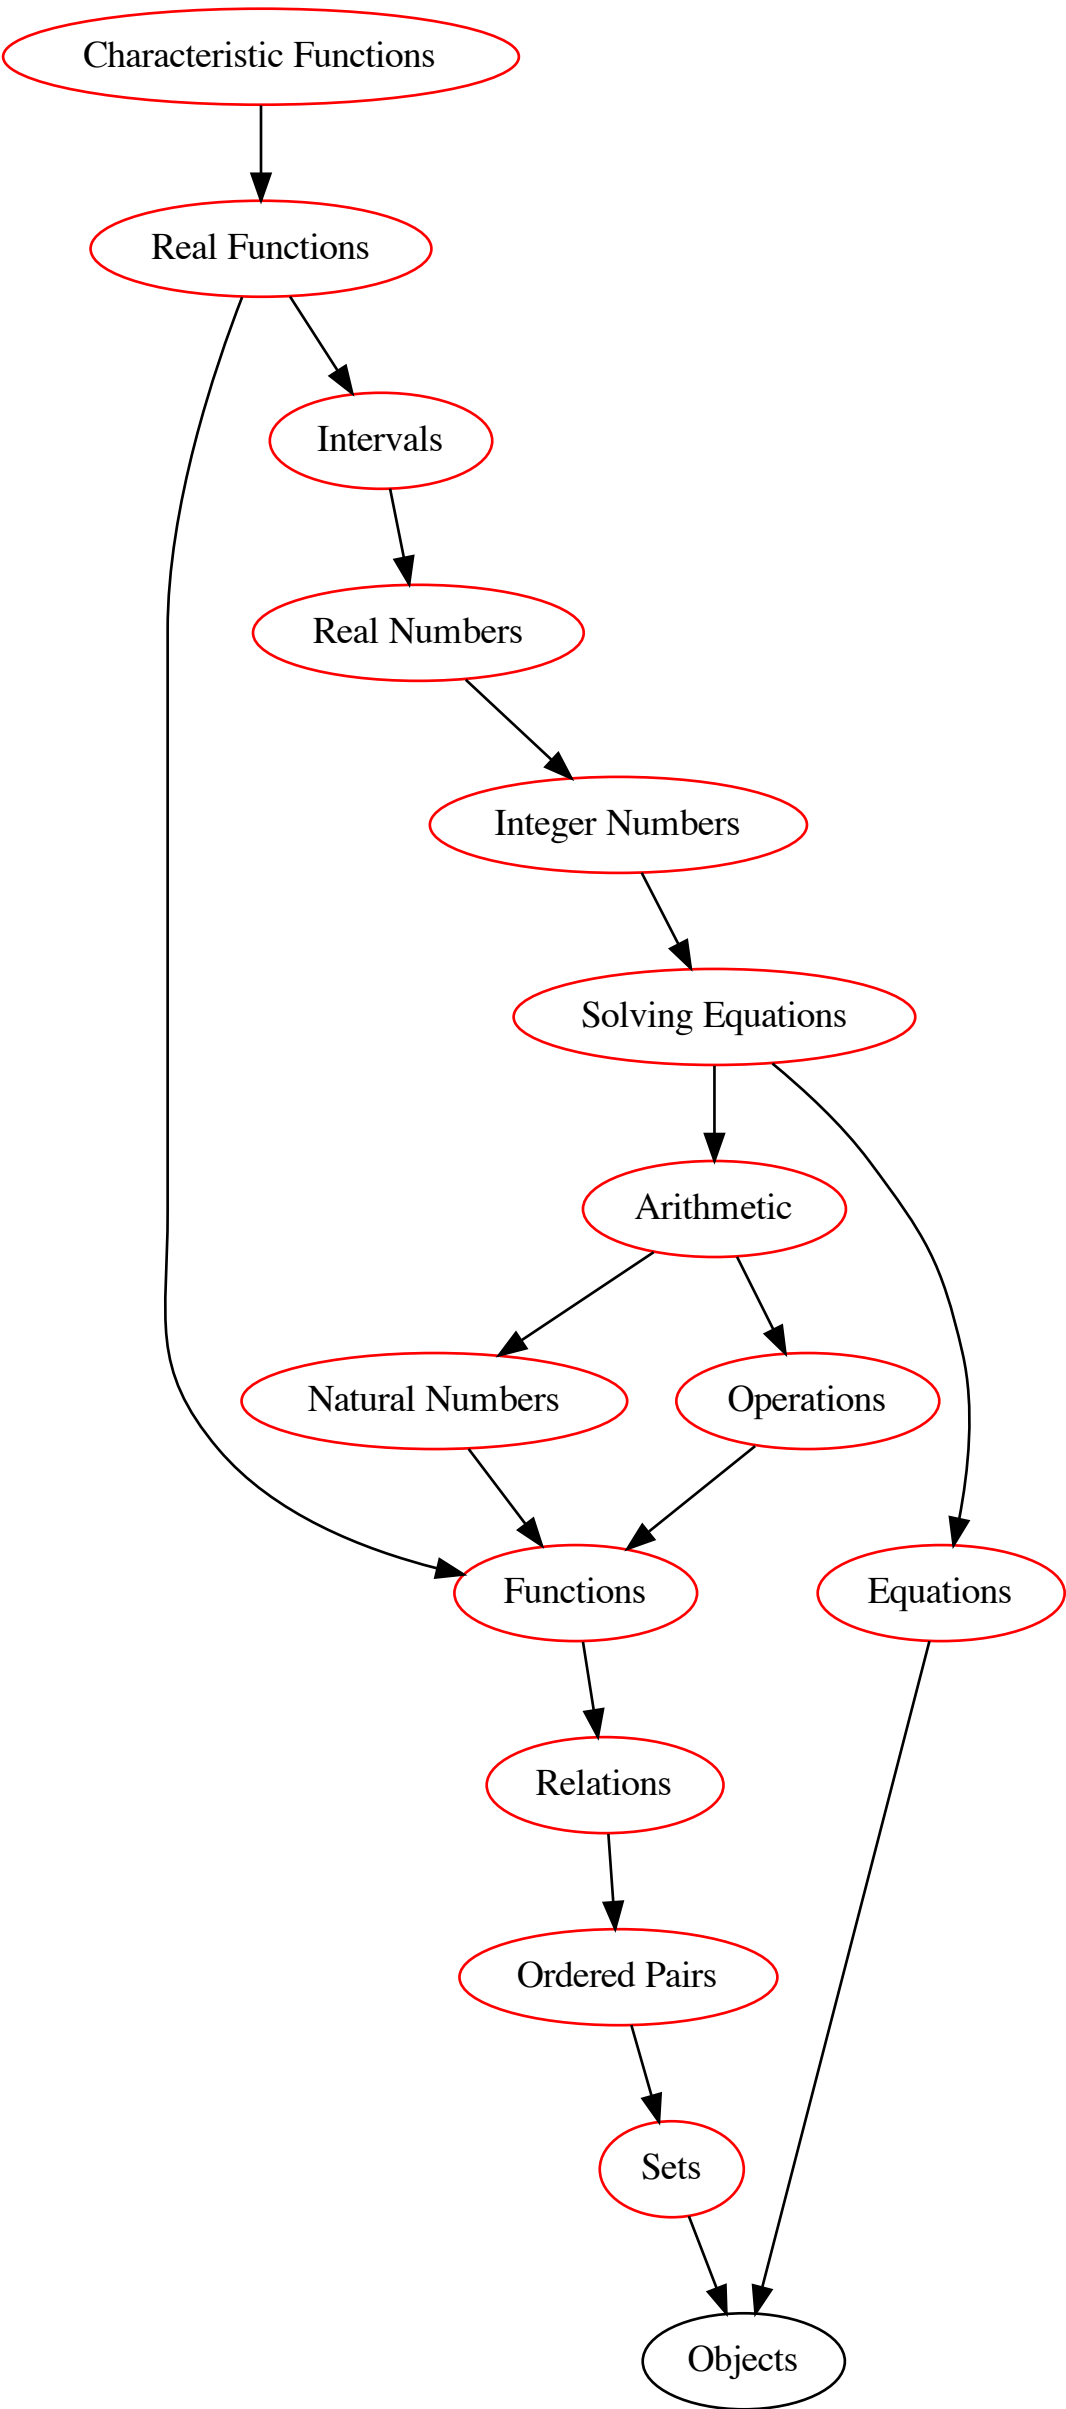 Characteristic Functions
Real Functions
Intervals
Real Numbers
Integer Numbers
Solving Equations
Arithmetic
Natural Numbers
Operations
Functions
Equations
Relations
Ordered Pairs
Sets
Objects